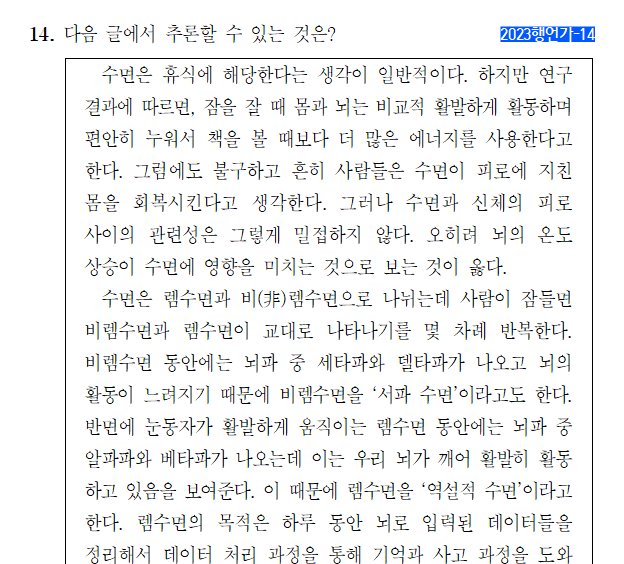 14. 다음 글에서 추론할 수 있는 것은?
2023행언가-14
수면은 휴식에 해당한다는 생각이 일반적이다. 하지만 연구
결과에 따르면, 잠을 잘 때 몸과 뇌는 비교적 활발하게 활동하며
편안히 누워서 책을 볼 때보다 더 많은 에너지를 사용한다고
한다. 그럼에도 불구하고 흔히 사람들은 수면이 피로에 지친
몸을 회복시킨다고 생각한다. 그러나 수면과 신체의 피로
사이의 관련성은 그렇게 밀접하지 않다. 오히려 뇌의 온도
상승이 수면에 영향을 미치는 것으로 보는 것이 옳다.
수면은 렘수면과 비(非)렘수면으로 나뉘는데 사람이 잠들면
비렘수면과 렘수면이 교대로 나타나기를 몇 차례 반복한다.
비렘수면 동안에는 뇌파 중 세타파와 델타파가 나오고 뇌의
활동이 느려지기 때문에 비렘수면을 ‘서파 수면’이라고도 한다.
반면에 눈동자가 활발하게 움직이는 렘수면 동안에는 뇌파 중
알파파와 베타파가 나오는데 이는 우리 뇌가 깨어 활발히 활동
하고 있음을 보여준다. 이 때문에 렘수면을 ‘역설적 수면’이라고
한다. 렘수면의 목적은 하루 동안 뇌로 입력된 데이터들을
정리해서 데이터 처리 과정을 통해 기억과 사고 과정을 도와